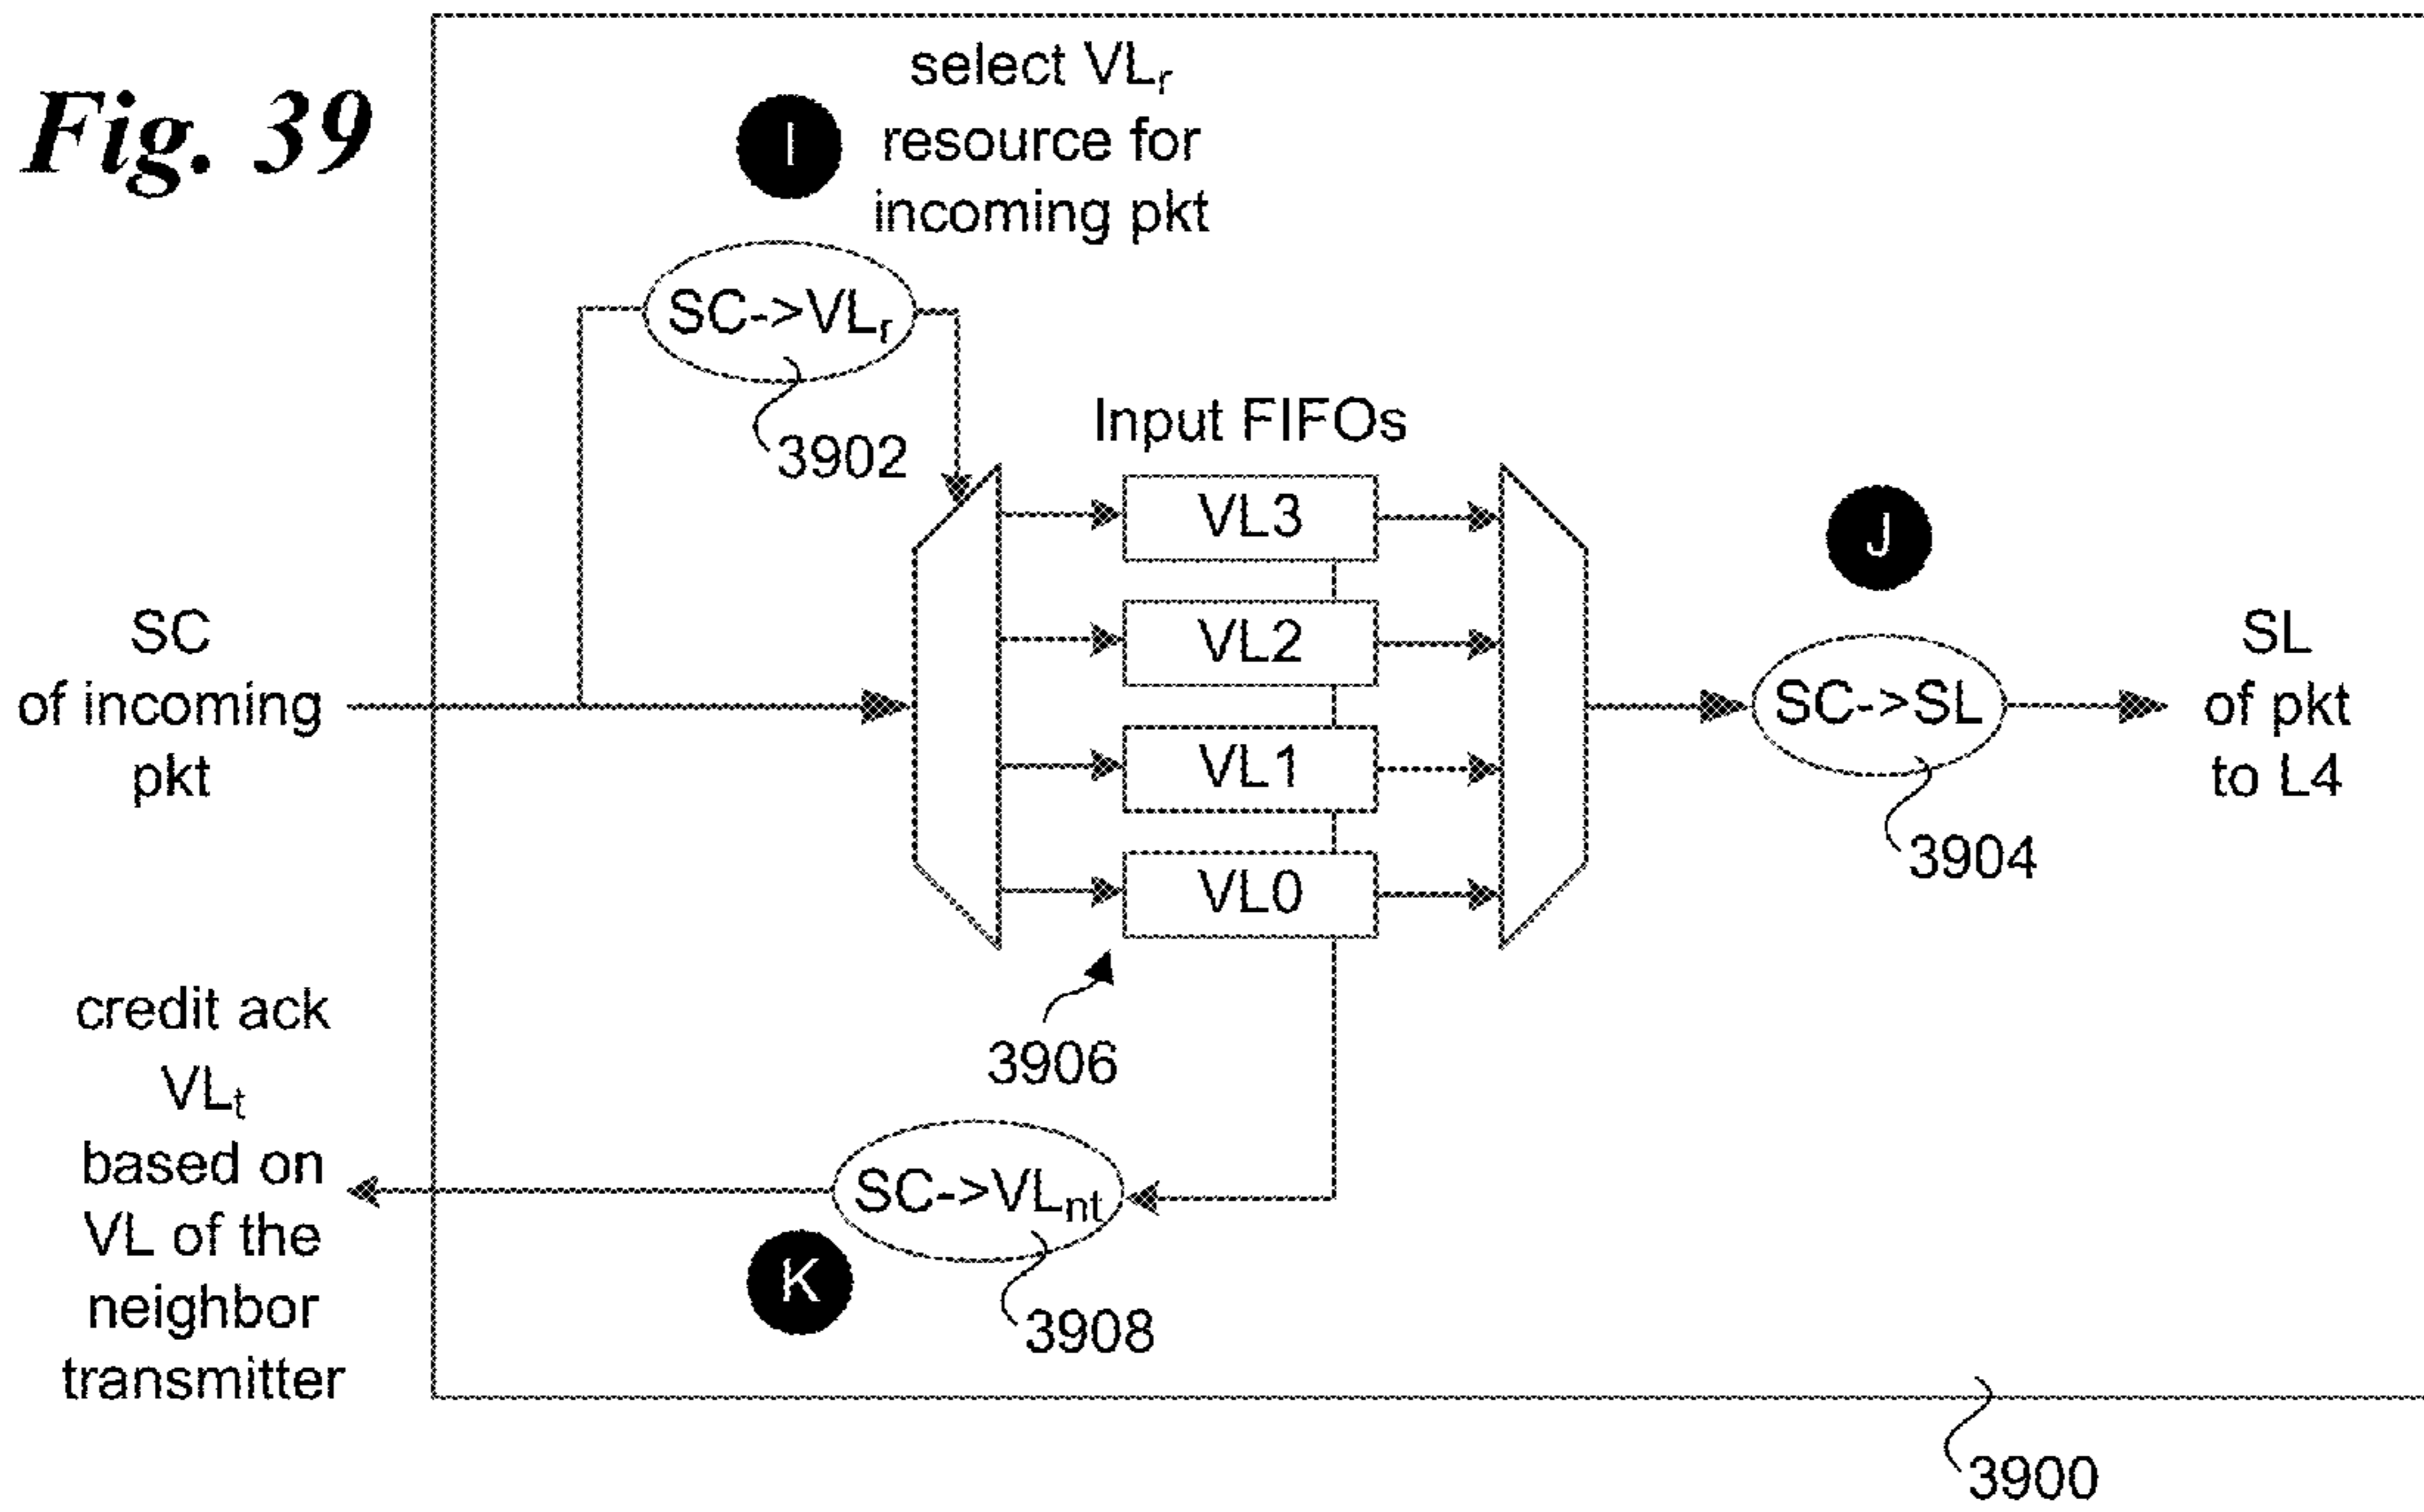 Fig. 39
select VLr
I
resource for
incoming pkt
SC->VLr
3902
Input FIFOs
VL3
VL2
VL1
VL0
3906
J
SC
of incoming
pkt
SC->SL
3904
SL
of pkt
to L4
credit ack
VLt
based on
VL of the
neighbor
transmitter
SC->VLnt
K
3908
3900